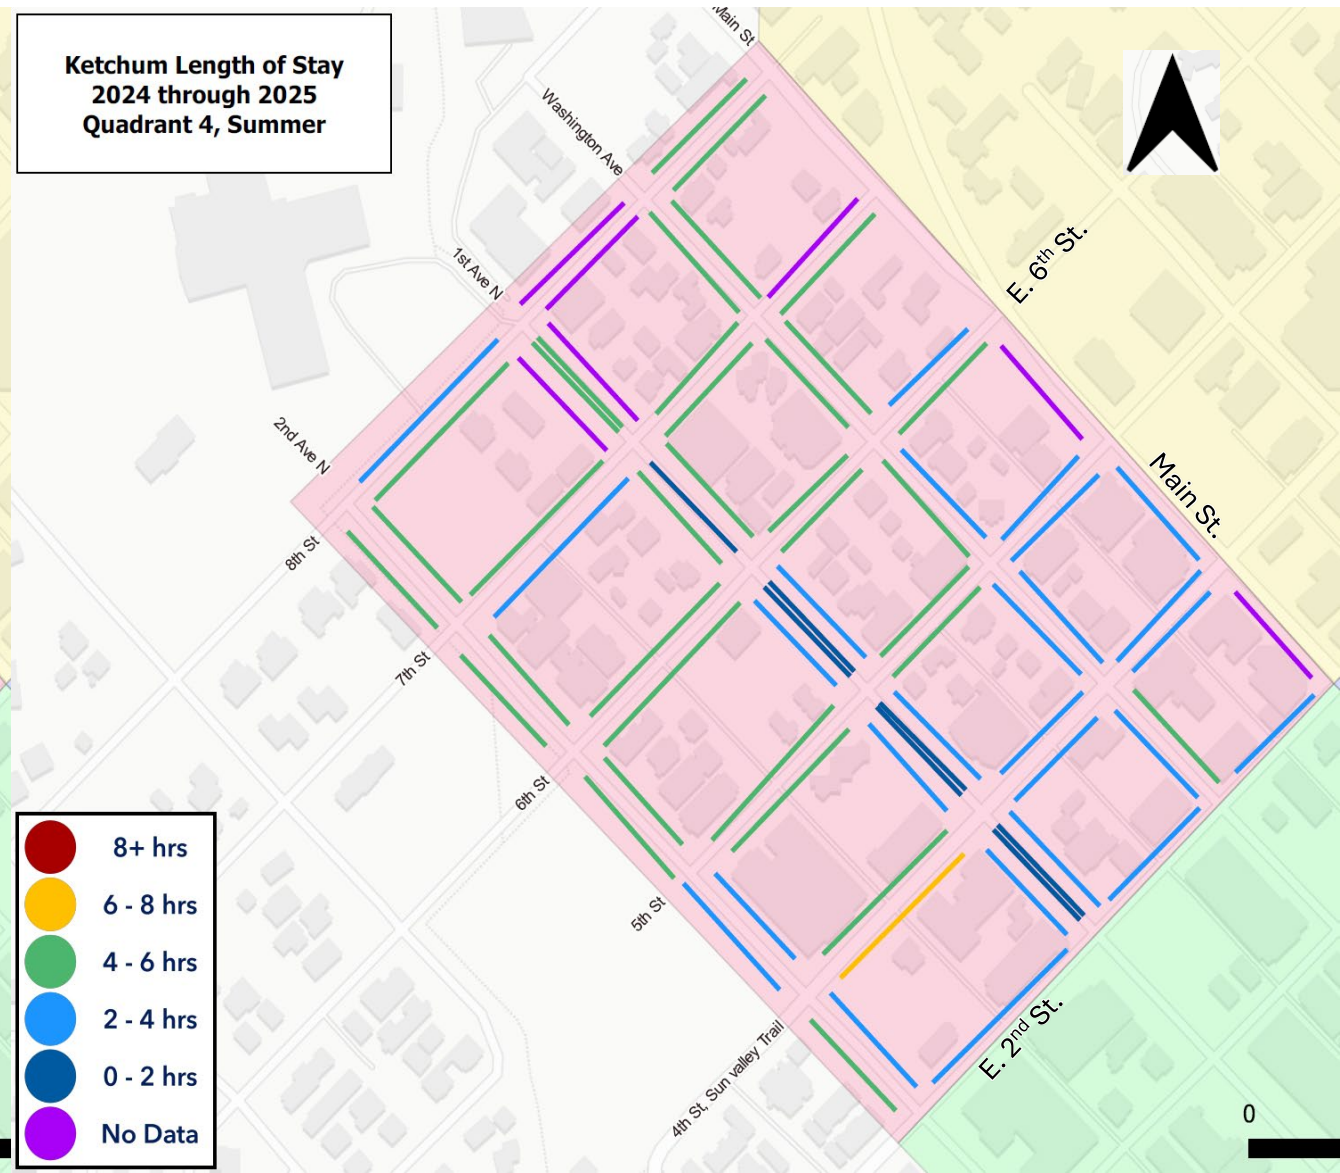 Ketchum Length of Stay
2024 through 2025
Quadrant 4, Summer
Main St
Washington Ave
1st Ave N
2nd Ave N
E. 6th St.
Main St.
8th St
7th St
6th St
5th St
4th St, Sun valley Trail
E. 2nd St.
8+ hrs
6 - 8 hrs
4 - 6 hrs
2 - 4 hrs
0 - 2 hrs
No Data
0